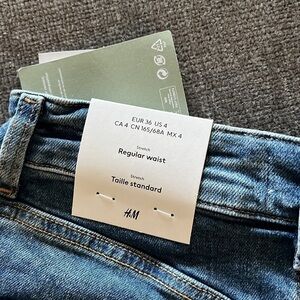 EUR 36 US 4
CA 4 CN 165/68A MX 4
Stretch
Regular waist
Stretch
Taille standard
H&M